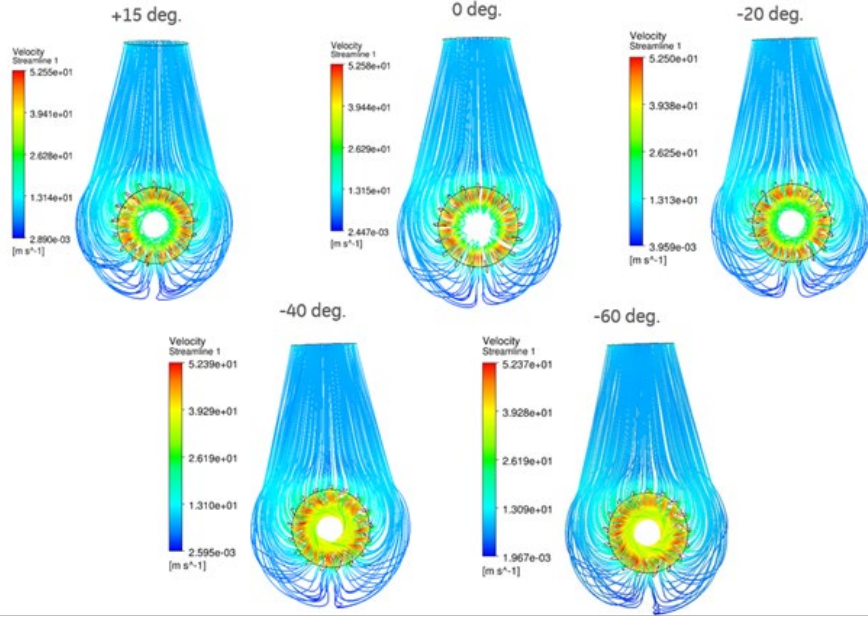 +15 deg.
Velocity
Streamline 1
5.255e+01
3.941e+01
2.628e+01
1.314e+01
2.890e-03
[m s^-1]
0 deg.
Velocity
Streamline 1
5.258e+01
3.944e+01
2.629e+01
1.315e+01
2.447e-03
[m s^-1]
-20 deg.
Velocity
Streamline 1
5.250e+01
3.938e+01
2.625e+01
1.313e+01
3.959e-03
[m s^-1]
-40 deg.
Velocity
Streamline 1
5.239e+01
3.929e+01
2.619e+01
1.310e+01
2.595e-03
[m s^-1]
-60 deg.
Velocity
Streamline 1
5.237e+01
3.928e+01
2.619e+01
1.309e+01
1.967e-03
[m s^-1]